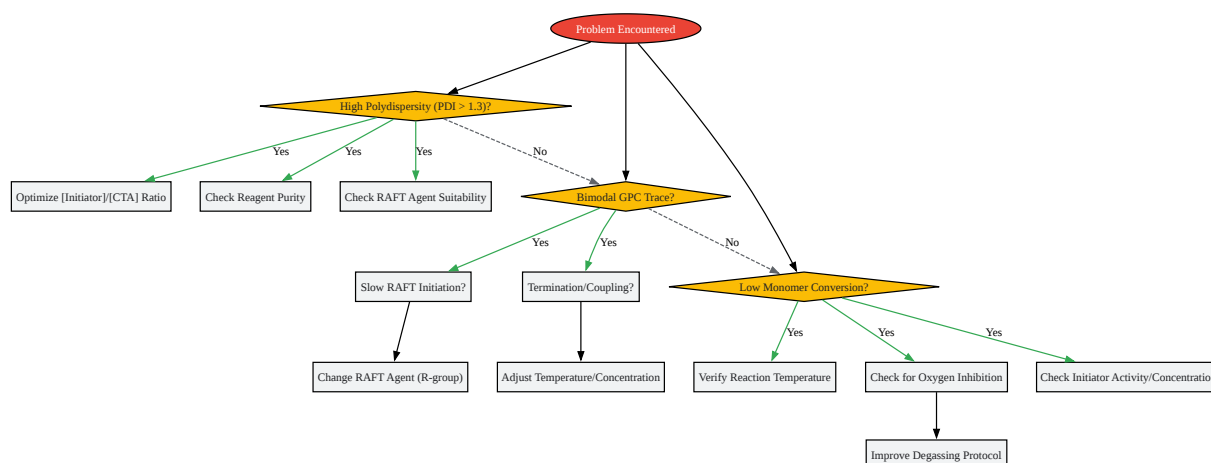 Problem Encountered
High Polydispersity (PDI > 1.3)?
Yes
Yes
Yes
No
Optimize [Initiator]/[CTA] Ratio
Check Reagent Purity
Check RAFT Agent Suitability
Bimodal GPC Trace?
Yes
Yes
No
Slow RAFT Initiation?
Termination/Coupling?
Low Monomer Conversion?
Yes
Yes
Yes
Change RAFT Agent (R-group)
Adjust Temperature/Concentration
Verify Reaction Temperature
Check for Oxygen Inhibition
Check Initiator Activity/Concentration
Improve Degassing Protocol